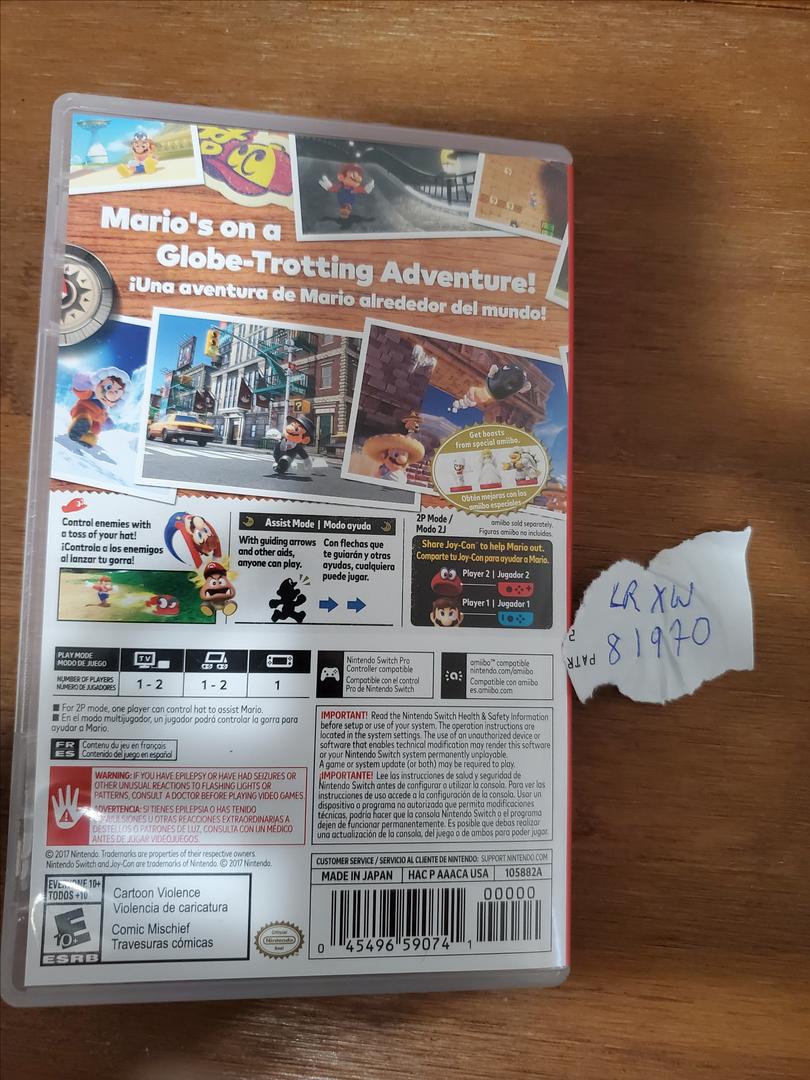 Mario's on a
Globe-Trotting Adventure!
¡Una aventura de Mario alrededor del mundo!
Get boosts
from special amiibo.
Obtén mejoras con los
amiibo especiales
amiibo sold separately.
Figuras amiibo no incluidas.
Control enemies with
a toss of your hat!
¡Controla a los enemigos
al lanzar tu gorra!
Assist Mode | Modo ayuda
With guiding arrows
and other aids,
anyone can play.
Con flechas que
te guiarán y otras
ayudas, cualquiera
puede jugar.
2P Mode /
Modo 2J
Share Joy-Con™ to help Mario out.
Comparte tu Joy-Con para ayudar a Mario.
Player 2 | Jugador 2
Player 1 | Jugador 1
LR XW
81970
PATR
PLAY MODE
MODO DE JUEGO
TV
NUMBER OF PLAYERS
NÚMERO DE JUGADORES
1 - 2
1 - 2
1
Nintendo Switch Pro
Controller compatible
Compatible con el control
Pro de Nintendo Switch
amiibo™ compatible
nintendo.com/amiibo
Compatible con amiibo
es.amiibo.com
■ For 2P mode, one player can control hat to assist Mario.
■ En el modo multijugador, un jugador podrá controlar la gorra para
ayudar a Mario.
FR
ES
Contenu du jeu en français
Contenido del juego en español
IMPORTANT! Read the Nintendo Switch Health & Safety Information
before setup or use of your system. The operation instructions are
located in the system settings. The use of an unauthorized device or
software that enables technical modification may render this software
or your Nintendo Switch system permanently unplayable.
A game or system update (or both) may be required to play.
¡IMPORTANTE! Lee las instrucciones de salud y seguridad de
Nintendo Switch antes de configurar o utilizar la consola. Para ver las
instrucciones de uso accede a la configuración de la consola. Usar un
dispositivo o programa no autorizado que permita modificaciones
técnicas, podría hacer que la consola Nintendo Switch o el programa
dejen de funcionar permanentemente. Es posible que debas realizar
una actualización de la consola, del juego o de ambos para poder jugar.
WARNING: IF YOU HAVE EPILEPSY OR HAVE HAD SEIZURES OR
OTHER UNUSUAL REACTIONS TO FLASHING LIGHTS OR
PATTERNS, CONSULT A DOCTOR BEFORE PLAYING VIDEO GAMES.
ADVERTENCIA: SI TIENES EPILEPSIA O HAS TENIDO
CONVULSIONES U OTRAS REACCIONES EXTRAORDINARIAS A
DESTELLOS O PATRONES DE LUZ, CONSULTA CON UN MÉDICO
ANTES DE JUGAR VIDEOJUEGOS.
© 2017 Nintendo. Trademarks are properties of their respective owners.
Nintendo Switch and Joy-Con are trademarks of Nintendo. © 2017 Nintendo.
CUSTOMER SERVICE / SERVICIO AL CLIENTE DE NINTENDO: SUPPORT.NINTENDO.COM
MADE IN JAPAN
HAC P AAACA USA
105882A
EVERYONE 10+
TODOS +10
E
10+
ESRB
Cartoon Violence
Violencia de caricatura
Comic Mischief
Travesuras cómicas
Official
Nintendo
Seal
00000
0 45496 59074 1